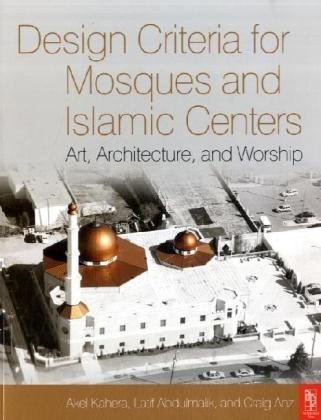 Design Criteria for
Mosques and
Islamic Centers
Art, Architecture, and Worship
Akel Kahera, Latif Abdulmalik, and Craig Anz